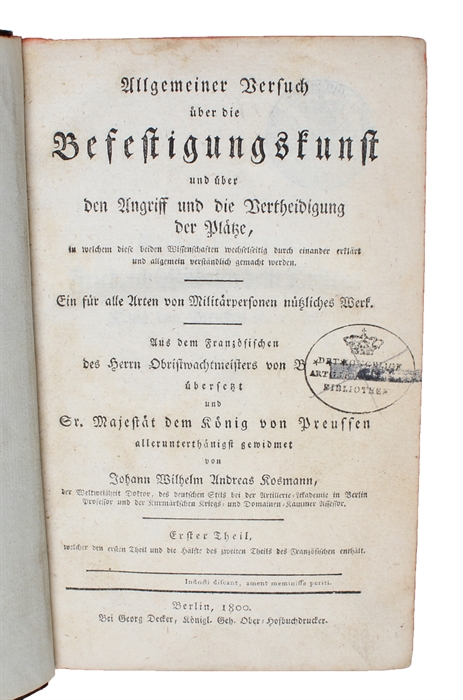 Allgemeiner Versuch
über die
Befestigungskunst
und über
den Angriff und die Vertheidigung
der Plätze,
in welchem diese beiden Wissenschaften wechselseitig durch einander erklärt
und allgemein verständlich gemacht werden.
Ein für alle Arten von Militärpersonen nützliches Werk.
Aus dem Französischen
des Herrn Obristwachtmeisters von B
übersetzt
und
Sr. Majestät dem König von Preussen
allerunterthänigst gewidmet
von
Johann Wilhelm Andreas Kosmann,
der Weltweisheit Doktor, des deutschen Stils bei der Artillerie-Akademie in Berlin
Professor und der Kurmärkschen Kriegs- und Domainen-Kammer Assessor.
Erster Theil,
welcher den ersten Theil und die Hälfte des zweiten Theils des Französischen enthält.
Indocti discant, ament meminisse periti.
Berlin, 1800.
Bei Georg Decker, Königl. Geh. Ober-Hofbuchdrucker.
BIBLIOTHEK